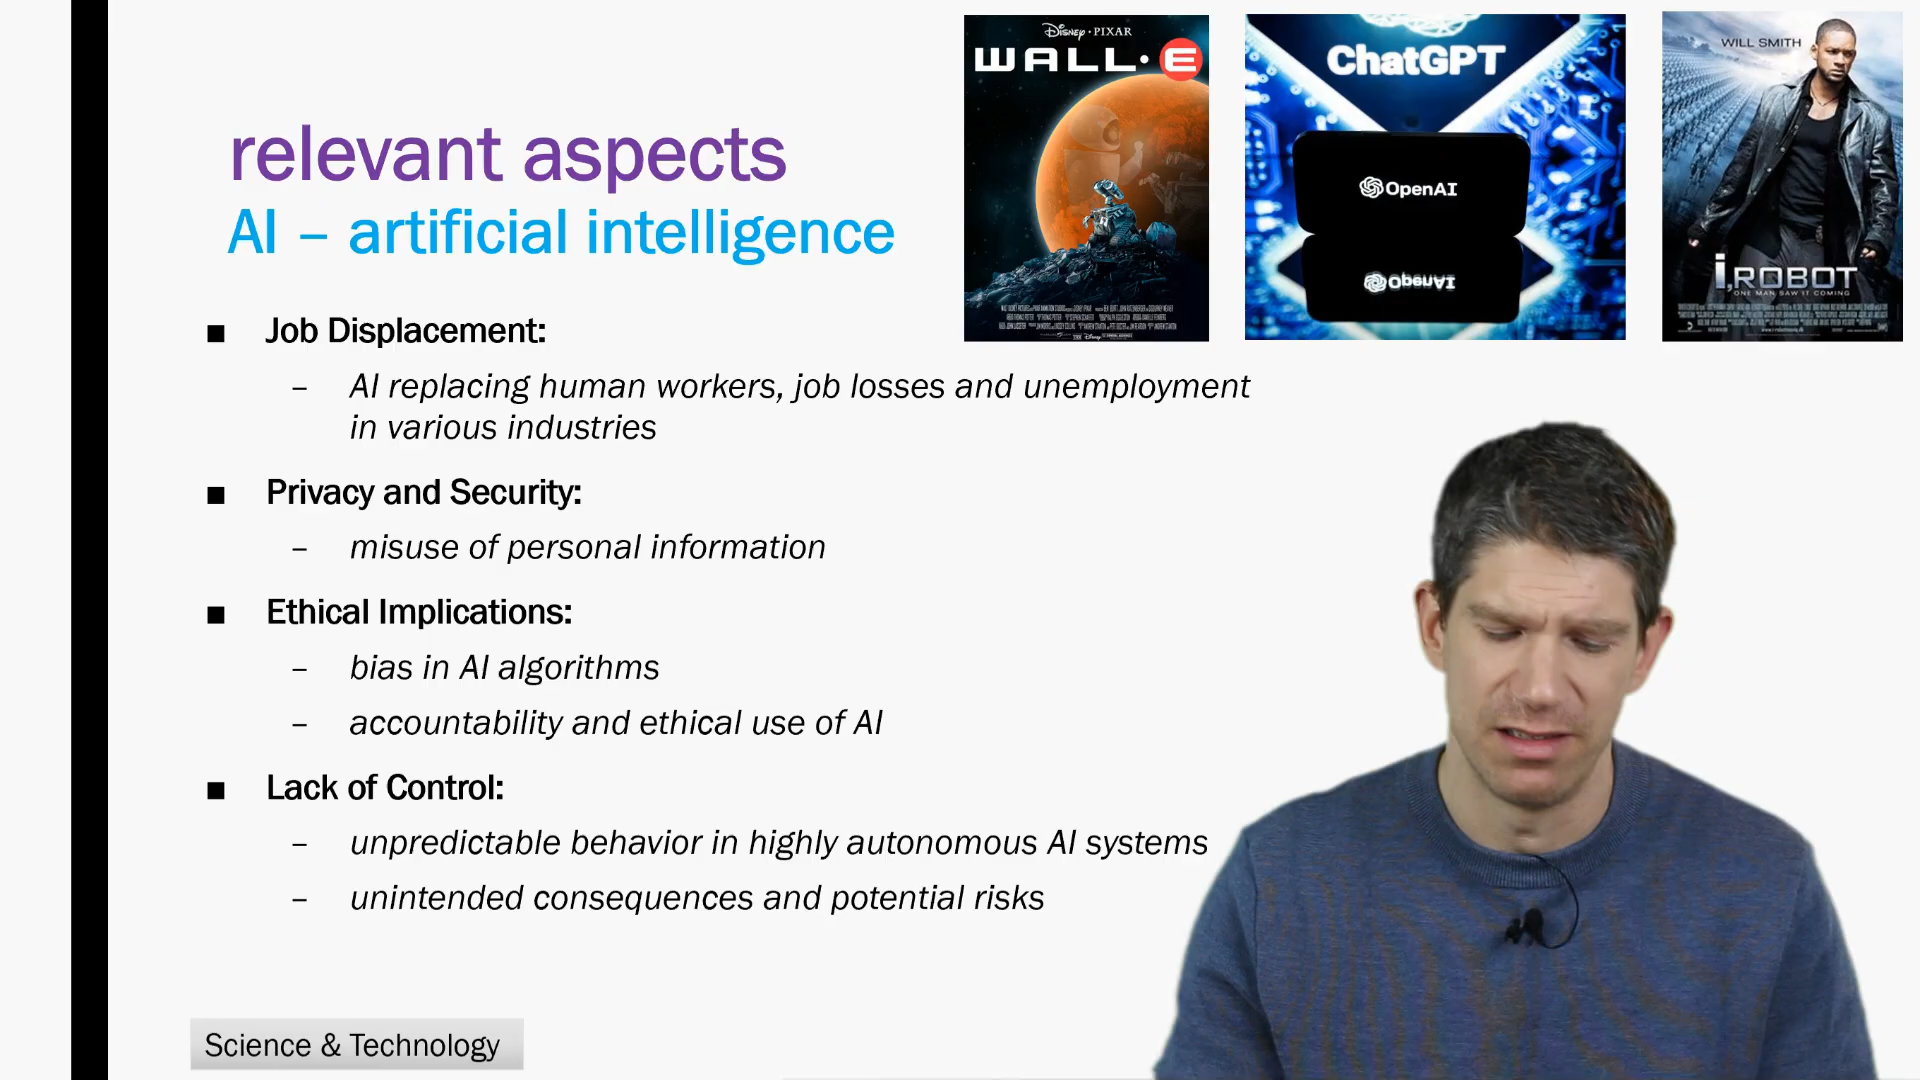 DISNEY · PIXAR
WALL·E
ChatGPT
OpenAI
OpenAI
WILL SMITH
i,ROBOT
ONE MAN SAW IT COMING
relevant aspects
AI – artificial intelligence
■ Job Displacement:
– AI replacing human workers, job losses and unemployment
in various industries
■ Privacy and Security:
– misuse of personal information
■ Ethical Implications:
– bias in AI algorithms
– accountability and ethical use of AI
■ Lack of Control:
– unpredictable behavior in highly autonomous AI systems
– unintended consequences and potential risks
Science & Technology